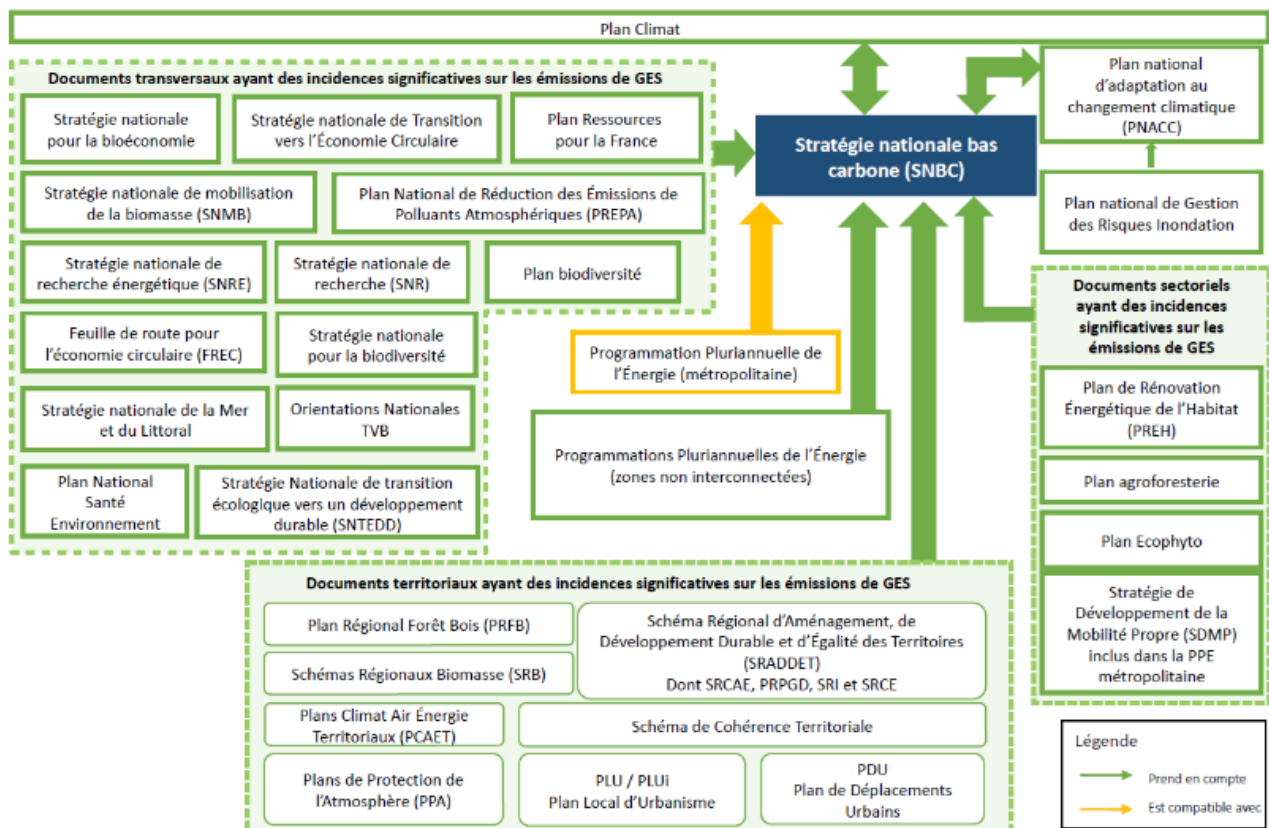 Plan Climat
Documents transversaux ayant des incidences significatives sur les émissions de GES
Stratégie nationale
pour la bioéconomie
Stratégie nationale de Transition
vers l'Économie Circulaire
Plan Ressources
pour la France
Stratégie nationale de mobilisation
de la biomasse (SNMB)
Plan National de Réduction des Émissions de
Polluants Atmosphériques (PREPA)
Stratégie nationale de
recherche énergétique (SNRE)
Stratégie nationale de
recherche (SNR)
Plan biodiversité
Feuille de route pour
l'économie circulaire (FREC)
Stratégie nationale
pour la biodiversité
Stratégie nationale de la Mer
et du Littoral
Orientations Nationales
TVB
Plan National
Santé
Environnement
Stratégie Nationale de transition
écologique vers un développement
durable (SNTEDD)
Stratégie nationale bas
carbone (SNBC)
Plan national
d'adaptation au
changement climatique
(PNACC)
Plan national de Gestion
des Risques Inondation
Programmation Pluriannuelle de
l'Énergie (métropolitaine)
Programmations Pluriannuelles de l'Énergie
(zones non interconnectées)
Documents sectoriels
ayant des incidences
significatives sur les
émissions de GES
Plan de Rénovation
Énergétique de l'Habitat
(PREH)
Plan agroforesterie
Plan Ecophyto
Stratégie de
Développement de la
Mobilité Propre (SDMP)
inclus dans la PPE
métropolitaine
Documents territoriaux ayant des incidences significatives sur les émissions de GES
Plan Régional Forêt Bois (PRFB)
Schémas Régionaux Biomasse (SRB)
Schéma Régional d'Aménagement, de
Développement Durable et d'Égalité des Territoires
(SRADDET)
Dont SRCAE, PRPGD, SRI et SRCE
Plans Climat Air Énergie
Territoriaux (PCAET)
Schéma de Cohérence Territoriale
Plans de Protection de
l'Atmosphère (PPA)
PLU / PLUi
Plan Local d'Urbanisme
PDU
Plan de Déplacements
Urbains
Légende
Prend en compte
Est compatible avec